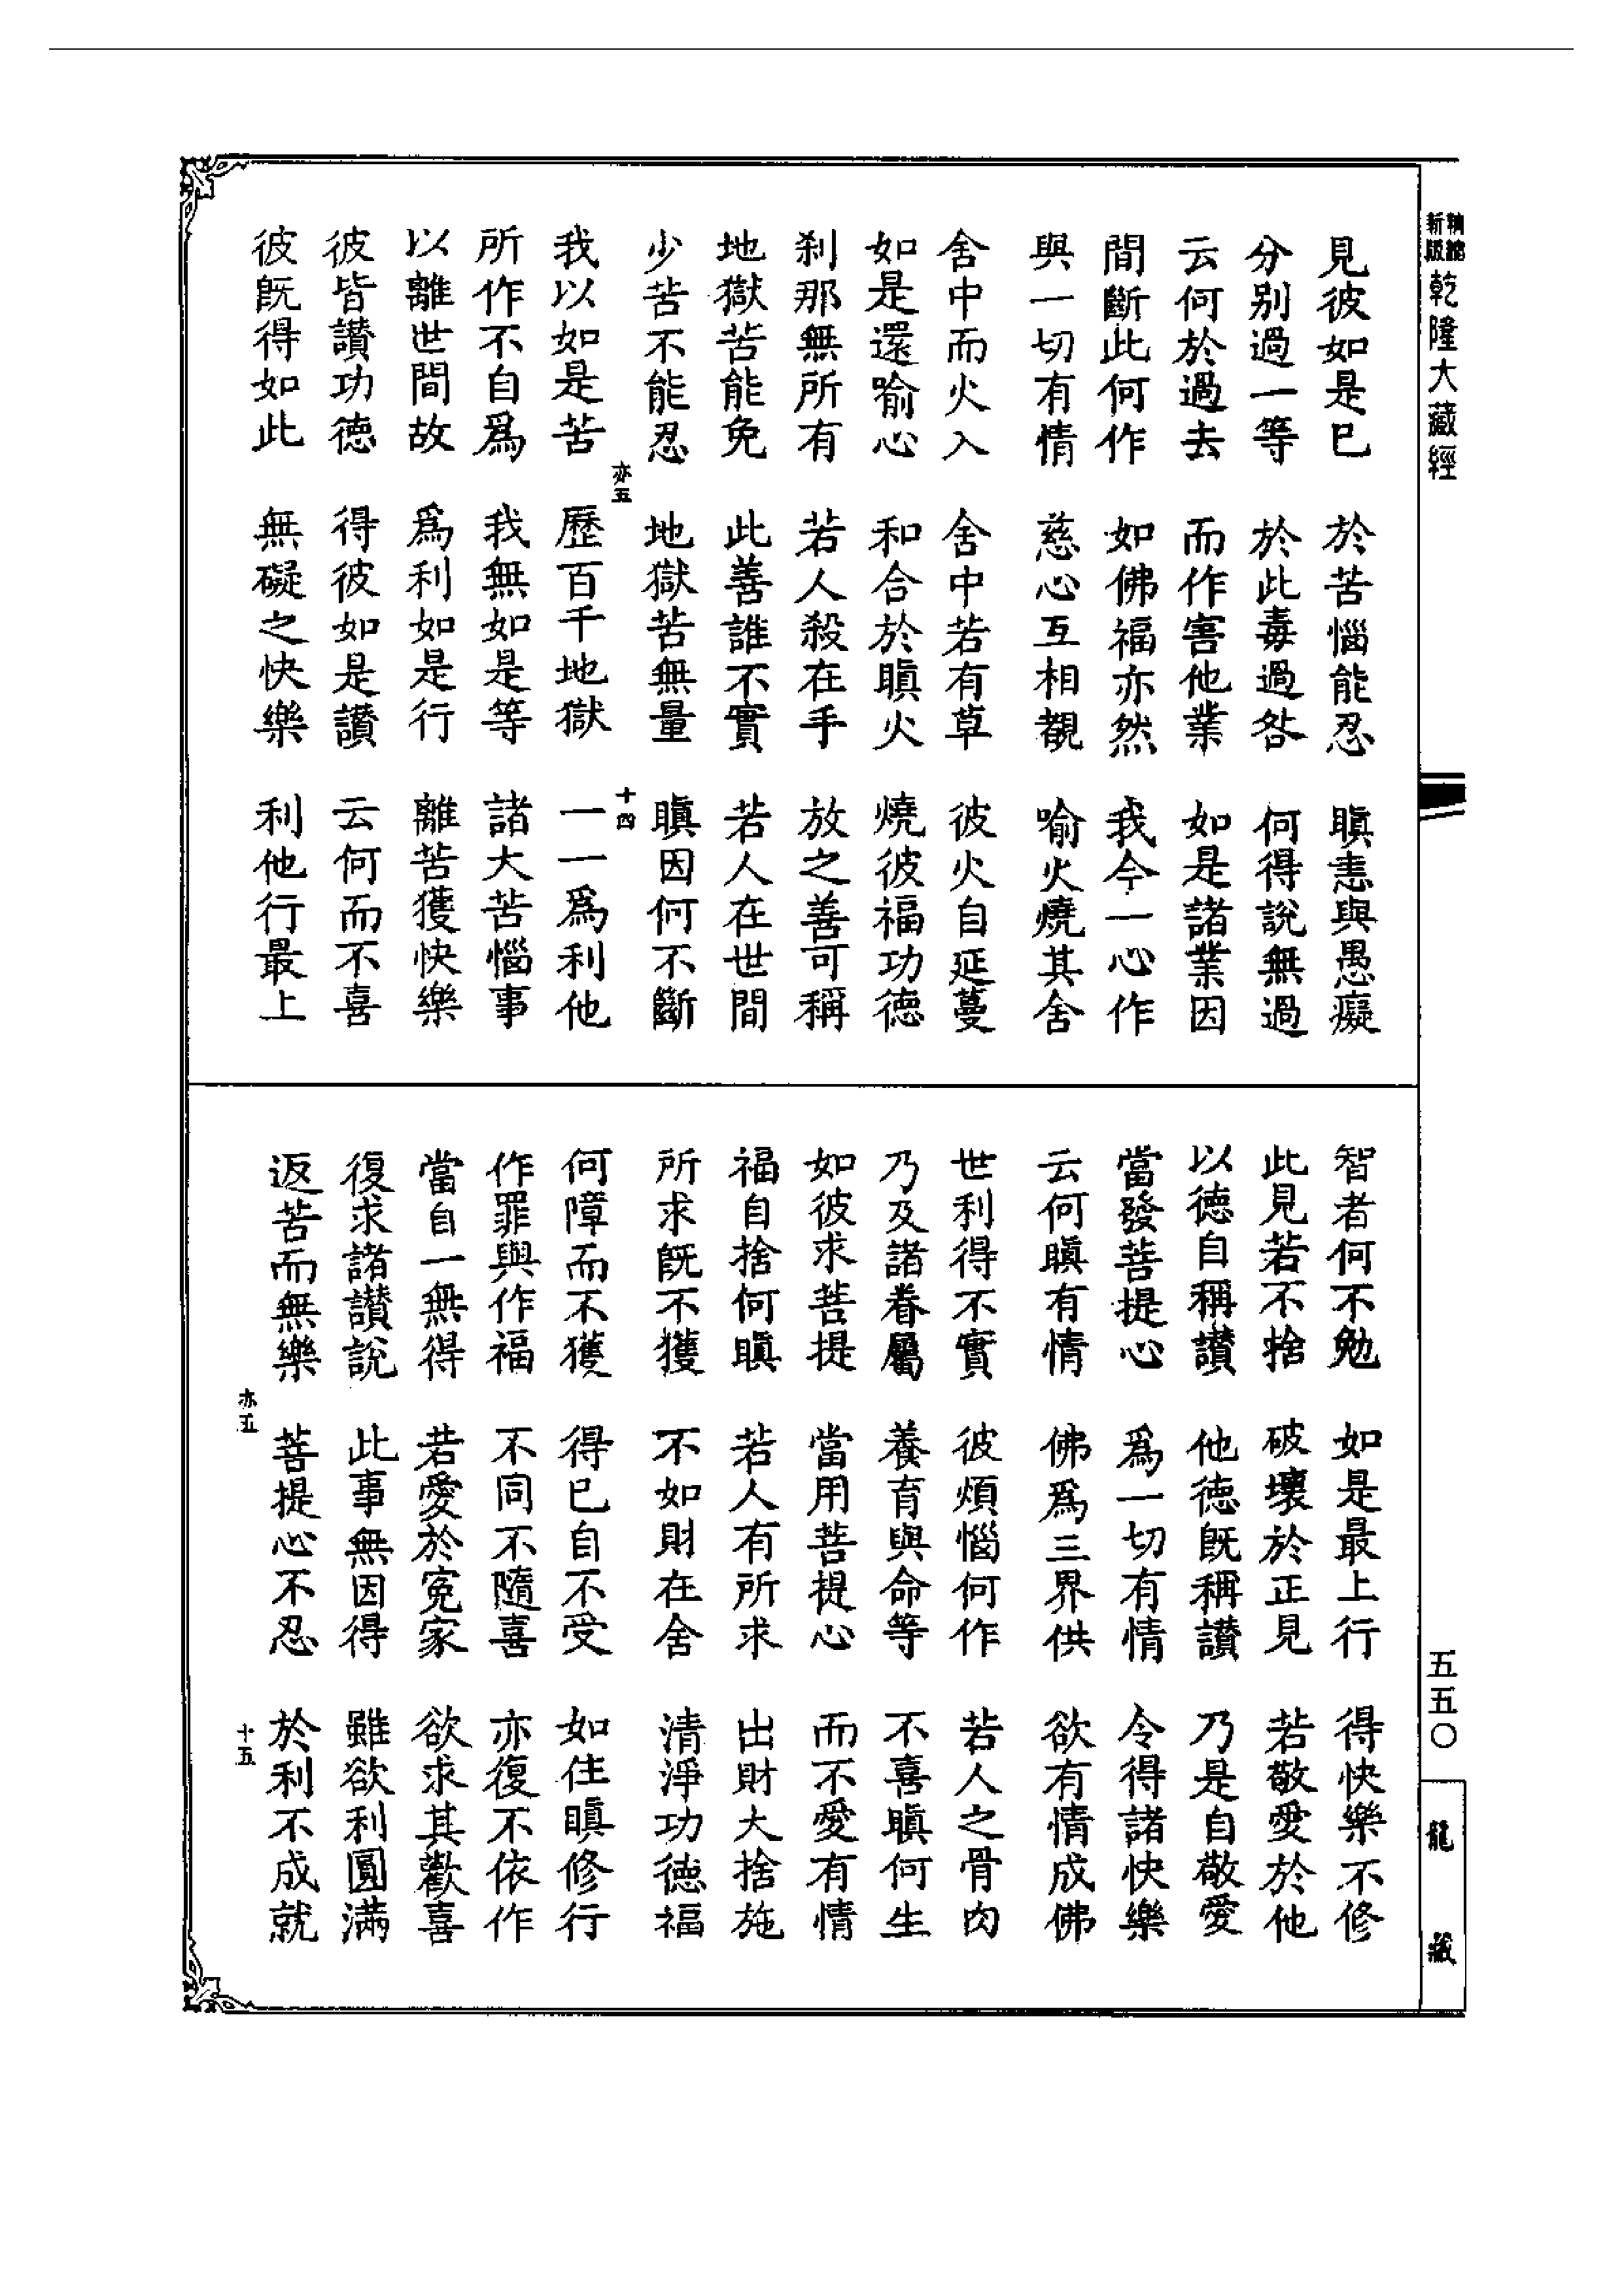 新版精縮乾隆大藏經
見彼如是已　於苦惱能忍　瞋恚與愚癡
分别過一等　於此毒過咎　何得說無過
云何於過去　而作害他業　如是諸業因
間斷此何作　如佛福亦然　我今一心作
與一切有情　慈心互相覩　喻火燒其舍
舍中而火入　舍中若有草　彼火自延蔓
如是還喻心　和合於瞋火　燒彼福功德
刹那無所有　若人殺在手　放之善可稱
地獄苦能免　此善誰不實　若人在世間
少苦不能忍　地獄苦無量　瞋因何不斷
亦五　十四
我以如是苦　歷百千地獄　一一爲利他
所作不自爲　我無如是等　諸大苦惱事
以離世間故　爲利如是行　離苦獲快樂
彼皆讚功德　得彼如是讚　云何而不喜
彼旣得如此　無礙之快樂　利他行最上
智者何不勉　如是最上行　得快樂不修
此見若不捨　破壞於正見　若敬愛於他
以德自稱讚　他德旣稱讚　乃是自敬愛
當發菩提心　爲一切有情　令得諸快樂
云何瞋有情　佛爲三界供　欲有情成佛
世利得不實　彼煩惱何作　若人之骨肉
乃及諸眷屬　養育與命等　不喜瞋何生
如彼求菩提　當用菩提心　而不愛有情
福自捨何瞋　若人有所求　出財大捨施
所求旣不獲　不如財在舍　清淨功德福
何障而不獲　得已自不受　如住瞋修行
作罪與作福　不同不隨喜　亦復不依作
當自一無得　若愛於寃家　欲求其歡喜
復求諸讚說　此事無因得　雖欲利圓滿
返苦而無樂　菩提心不忍　於利不成就
亦五　十五
五五〇
龍藏